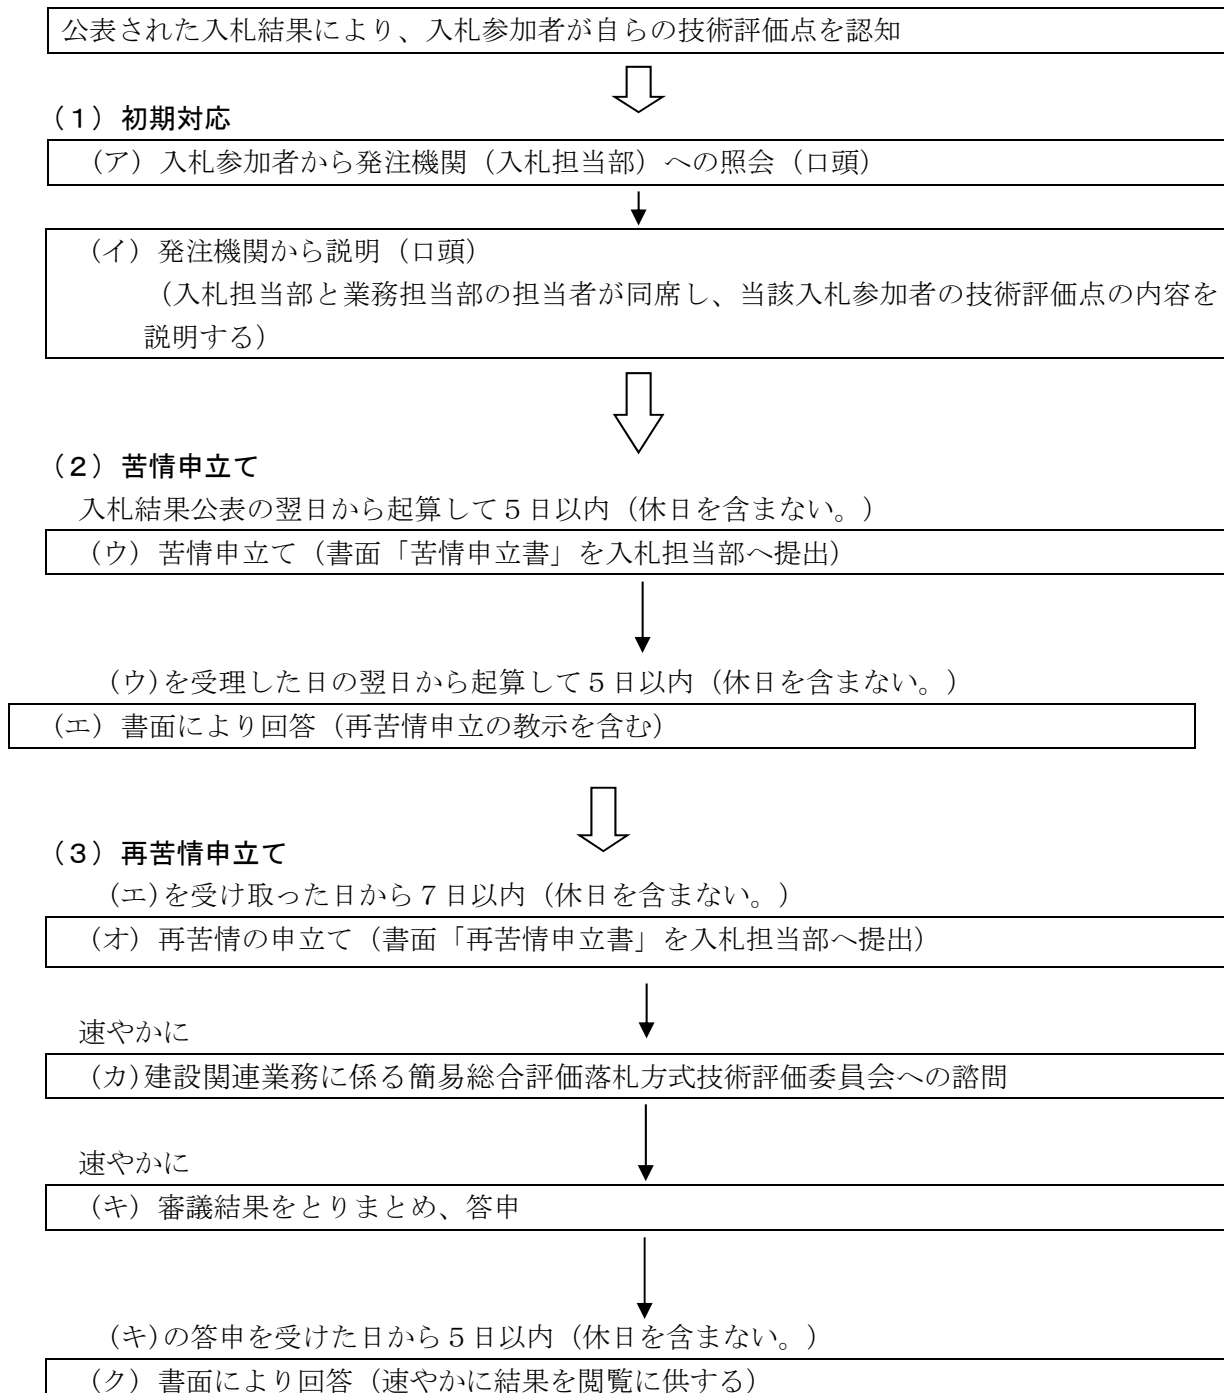 公表された入札結果により、入札参加者が自らの技術評価点を認知
（１）初期対応
（ア）入札参加者から発注機関（入札担当部）への照会（口頭）
（イ）発注機関から説明（口頭）
（入札担当部と業務担当部の担当者が同席し、当該入札参加者の技術評価点の内容を
説明する）
（２）苦情申立て
入札結果公表の翌日から起算して５日以内（休日を含まない。）
（ウ）苦情申立て（書面「苦情申立書」を入札担当部へ提出）
(ウ)を受理した日の翌日から起算して５日以内（休日を含まない。）
（エ）書面により回答（再苦情申立の教示を含む）
（３）再苦情申立て
(エ)を受け取った日から７日以内（休日を含まない。）
（オ）再苦情の申立て（書面「再苦情申立書」を入札担当部へ提出）
速やかに
(カ)建設関連業務に係る簡易総合評価落札方式技術評価委員会への諮問
速やかに
（キ）審議結果をとりまとめ、答申
(キ)の答申を受けた日から５日以内（休日を含まない。）
（ク）書面により回答（速やかに結果を閲覧に供する）